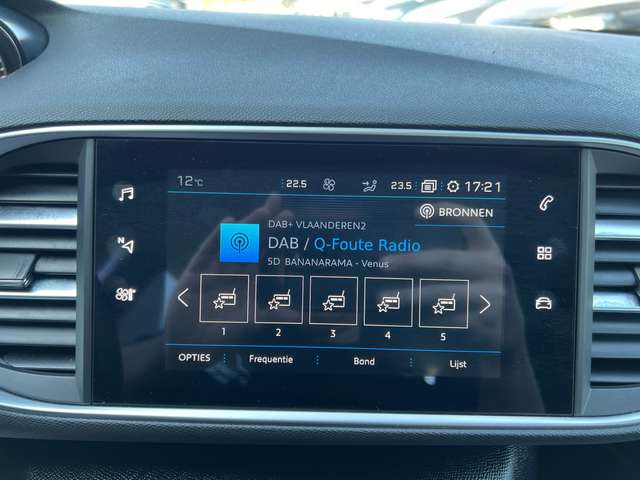 12°C 22.5 23.5 17:21
BRONNEN
DAB+ VLAANDEREN2
DAB / Q-Foute Radio
5D BANANARAMA - Venus
1 2 3 4 5
OPTIES Frequentie Band Lijst
N